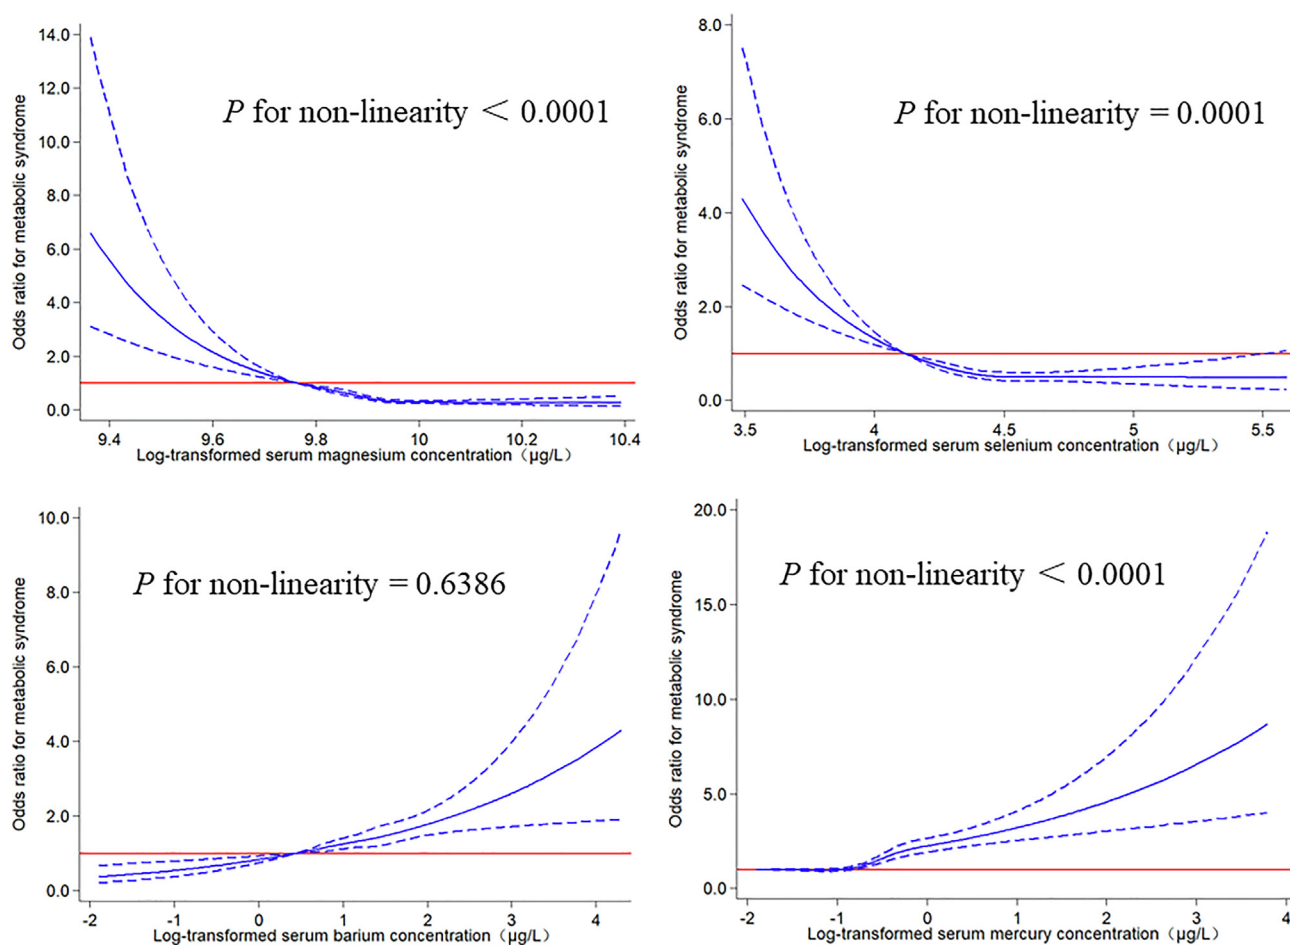 14.0
12.0
10.0
8.0
6.0
4.0
2.0
0.0
Odds ratio for metabolic syndrome
P for non-linearity < 0.0001
9.4 9.6 9.8 10 10.2 10.4
Log-transformed serum magnesium concentration（μg/L）
8.0
6.0
4.0
2.0
0.0
Odds ratio for metabolic syndrome
P for non-linearity = 0.0001
3.5 4 4.5 5 5.5
Log-transformed serum selenium concentration（μg/L）
10.0
8.0
6.0
4.0
2.0
0.0
Odds ratio for metabolic syndrome
P for non-linearity = 0.6386
-2 -1 0 1 2 3 4
Log-transformed serum barium concentration（μg/L）
20.0
15.0
10.0
5.0
0.0
Odds ratio for metabolic syndrome
P for non-linearity < 0.0001
-2 -1 0 1 2 3 4
Log-transformed serum mercury concentration（μg/L）